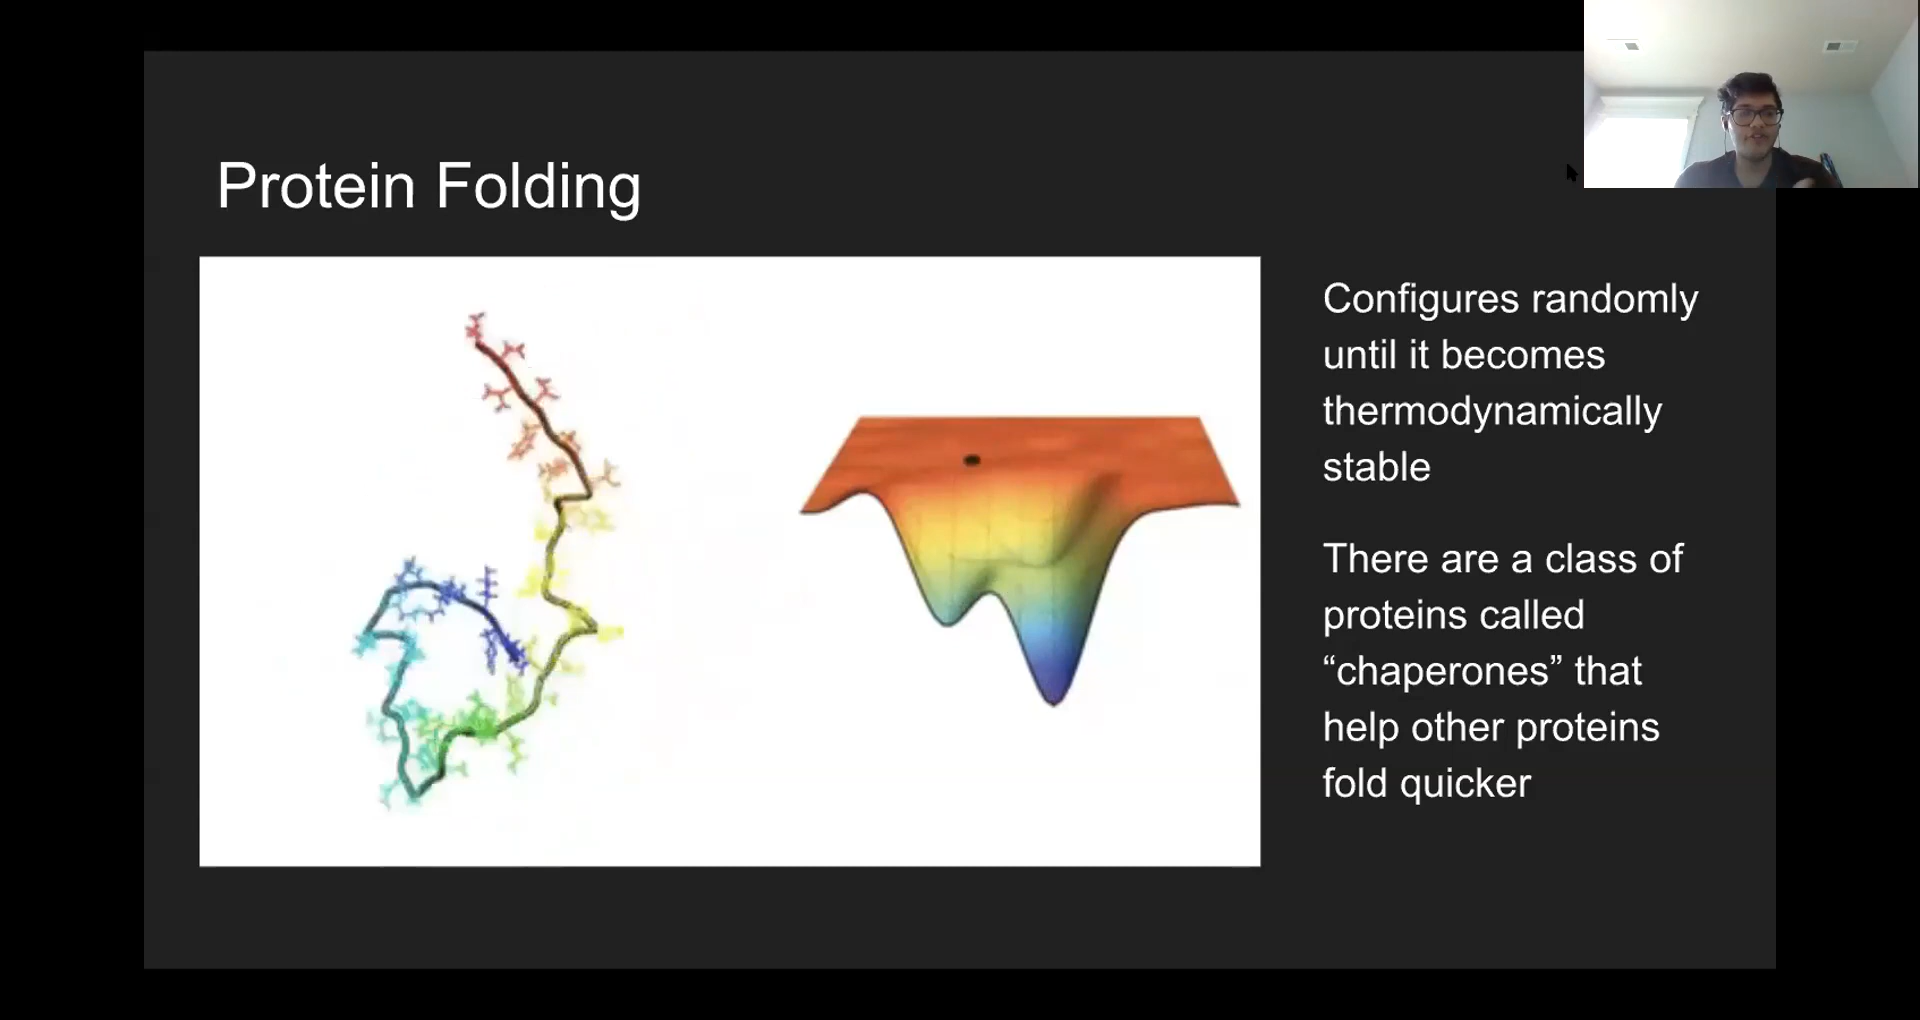 Protein Folding
Configures randomly
until it becomes
thermodynamically
stable
There are a class of
proteins called
“chaperones” that
help other proteins
fold quicker